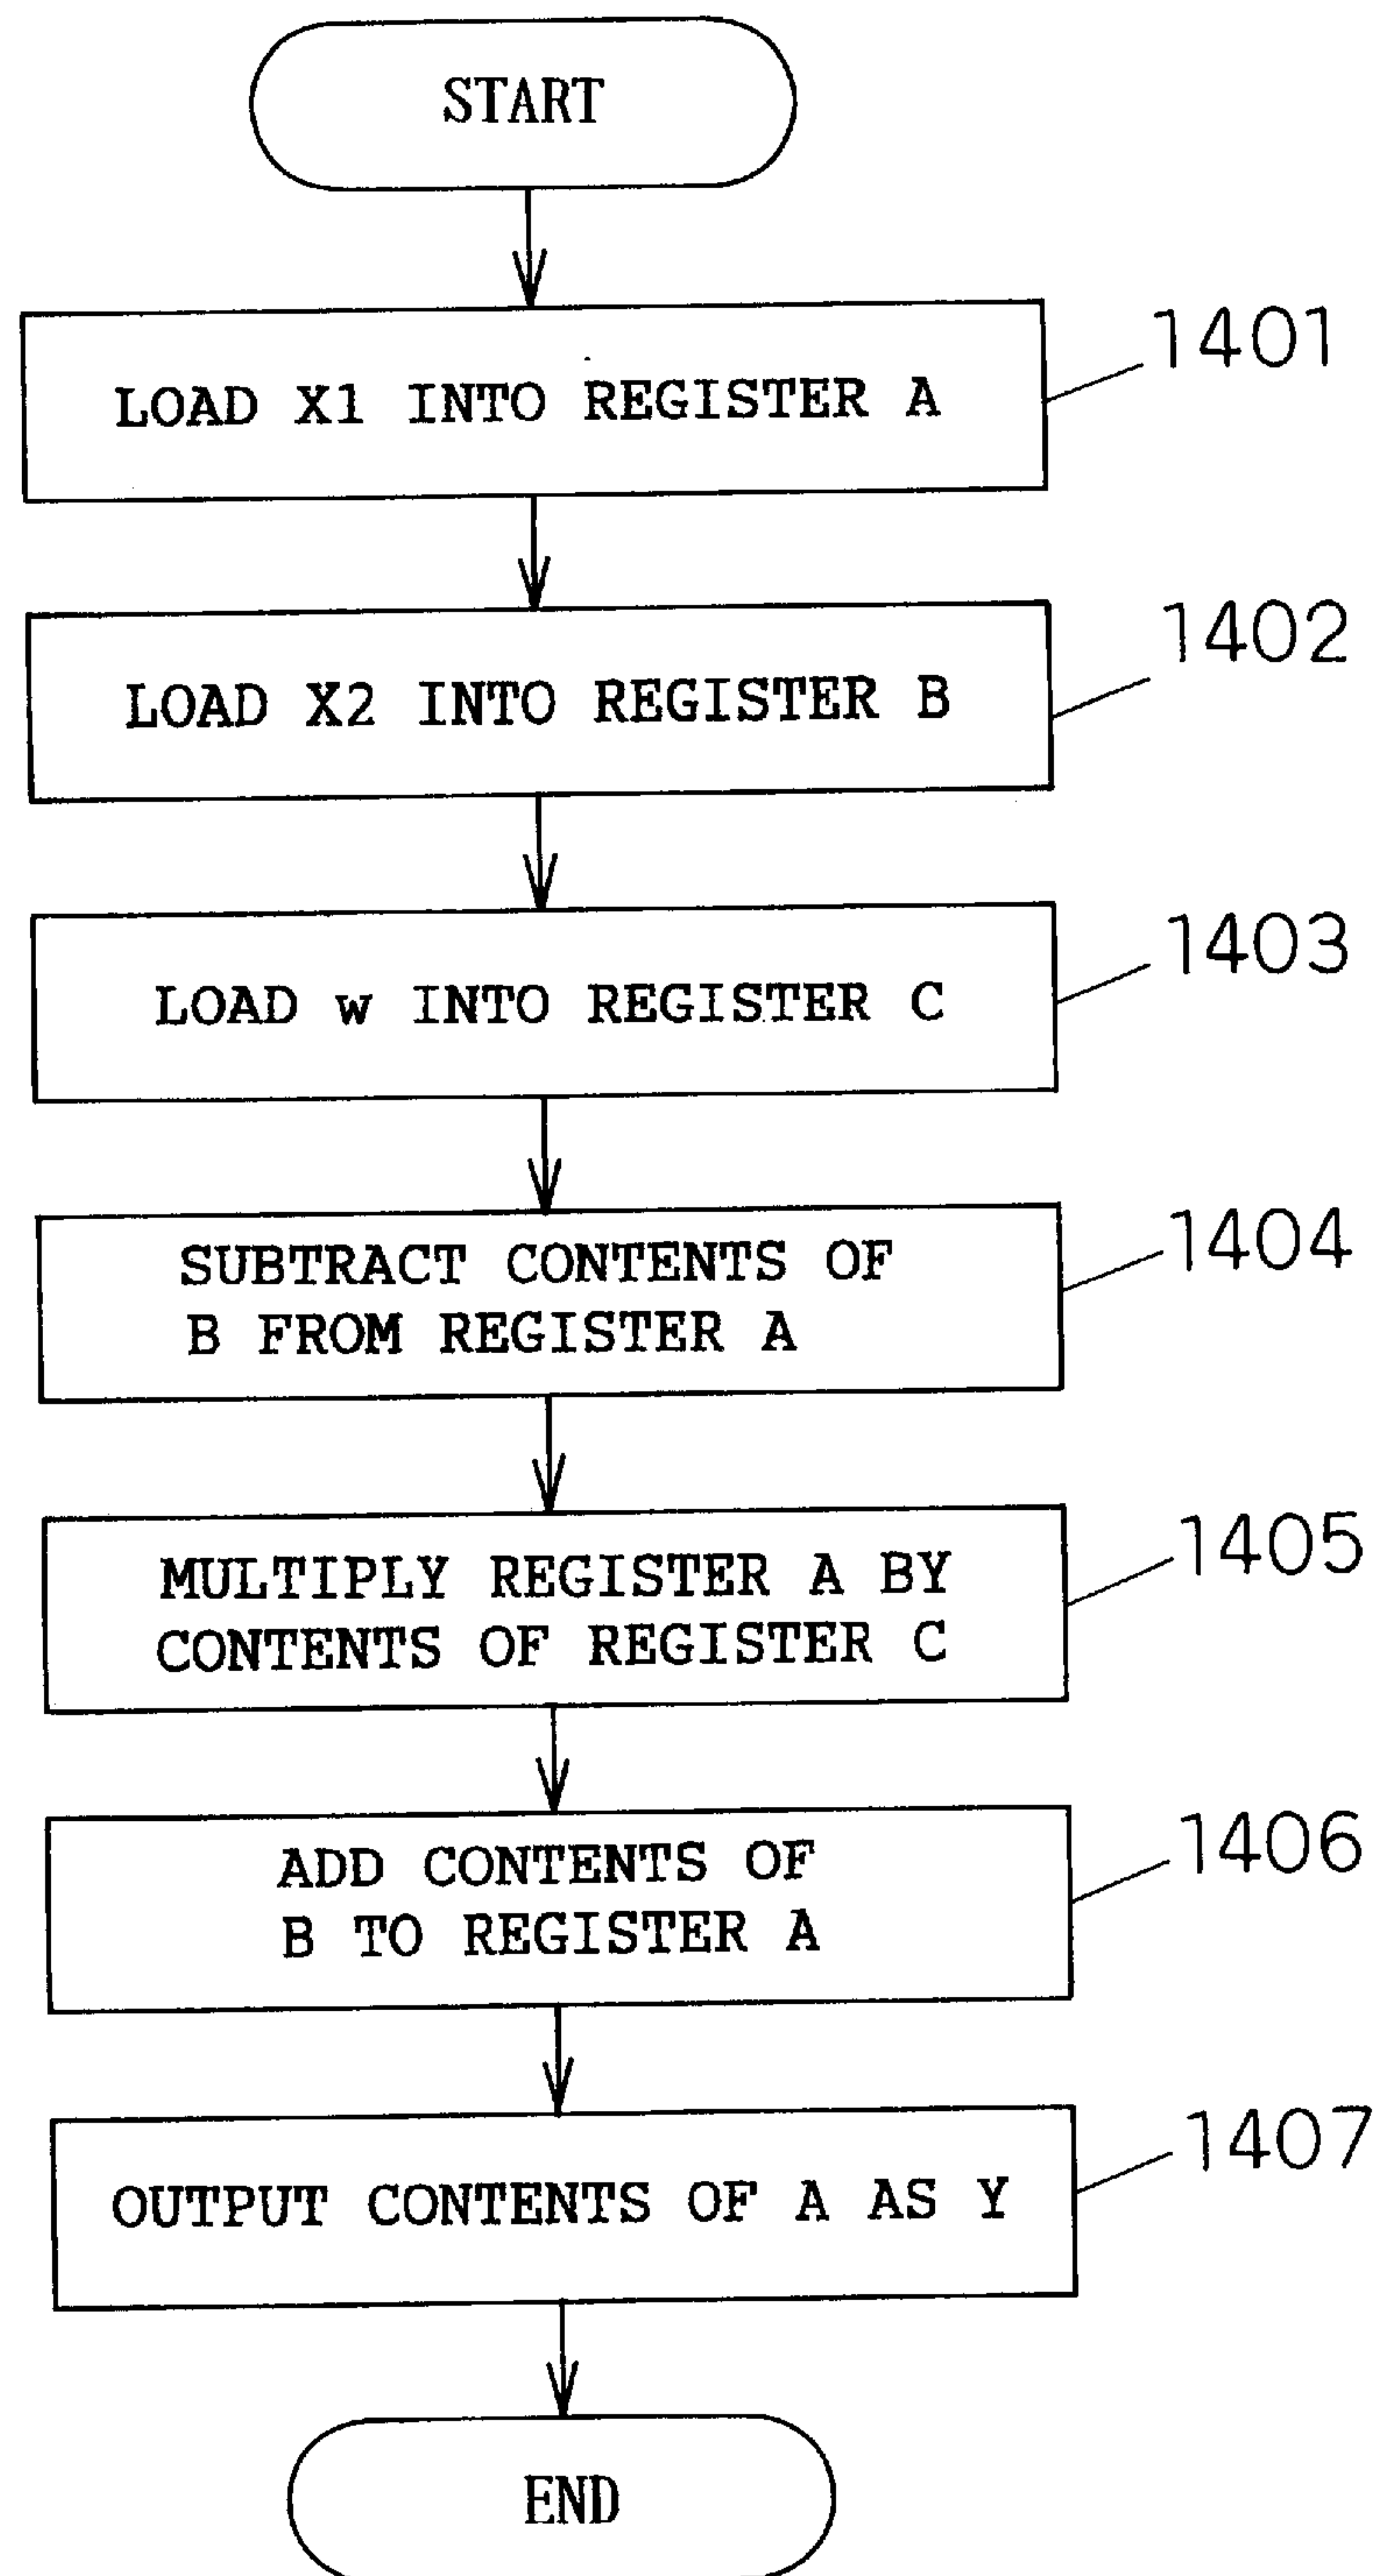 START
LOAD X1 INTO REGISTER A
1401
LOAD X2 INTO REGISTER B
1402
LOAD w INTO REGISTER C
1403
SUBTRACT CONTENTS OF
B FROM REGISTER A
1404
MULTIPLY REGISTER A BY
CONTENTS OF REGISTER C
1405
ADD CONTENTS OF
B TO REGISTER A
1406
OUTPUT CONTENTS OF A AS Y
1407
END